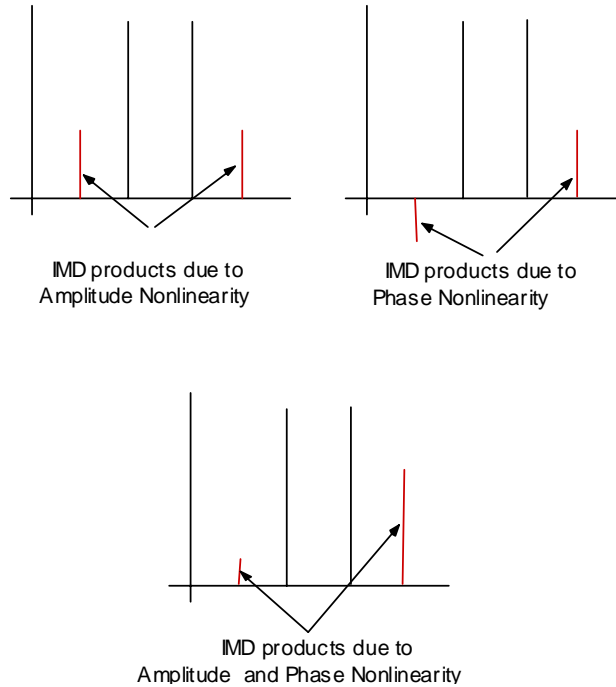 IMD products due to
Amplitude Nonlinearity
IMD products due to
Phase Nonlinearity
IMD products due to
Amplitude and Phase Nonlinearity